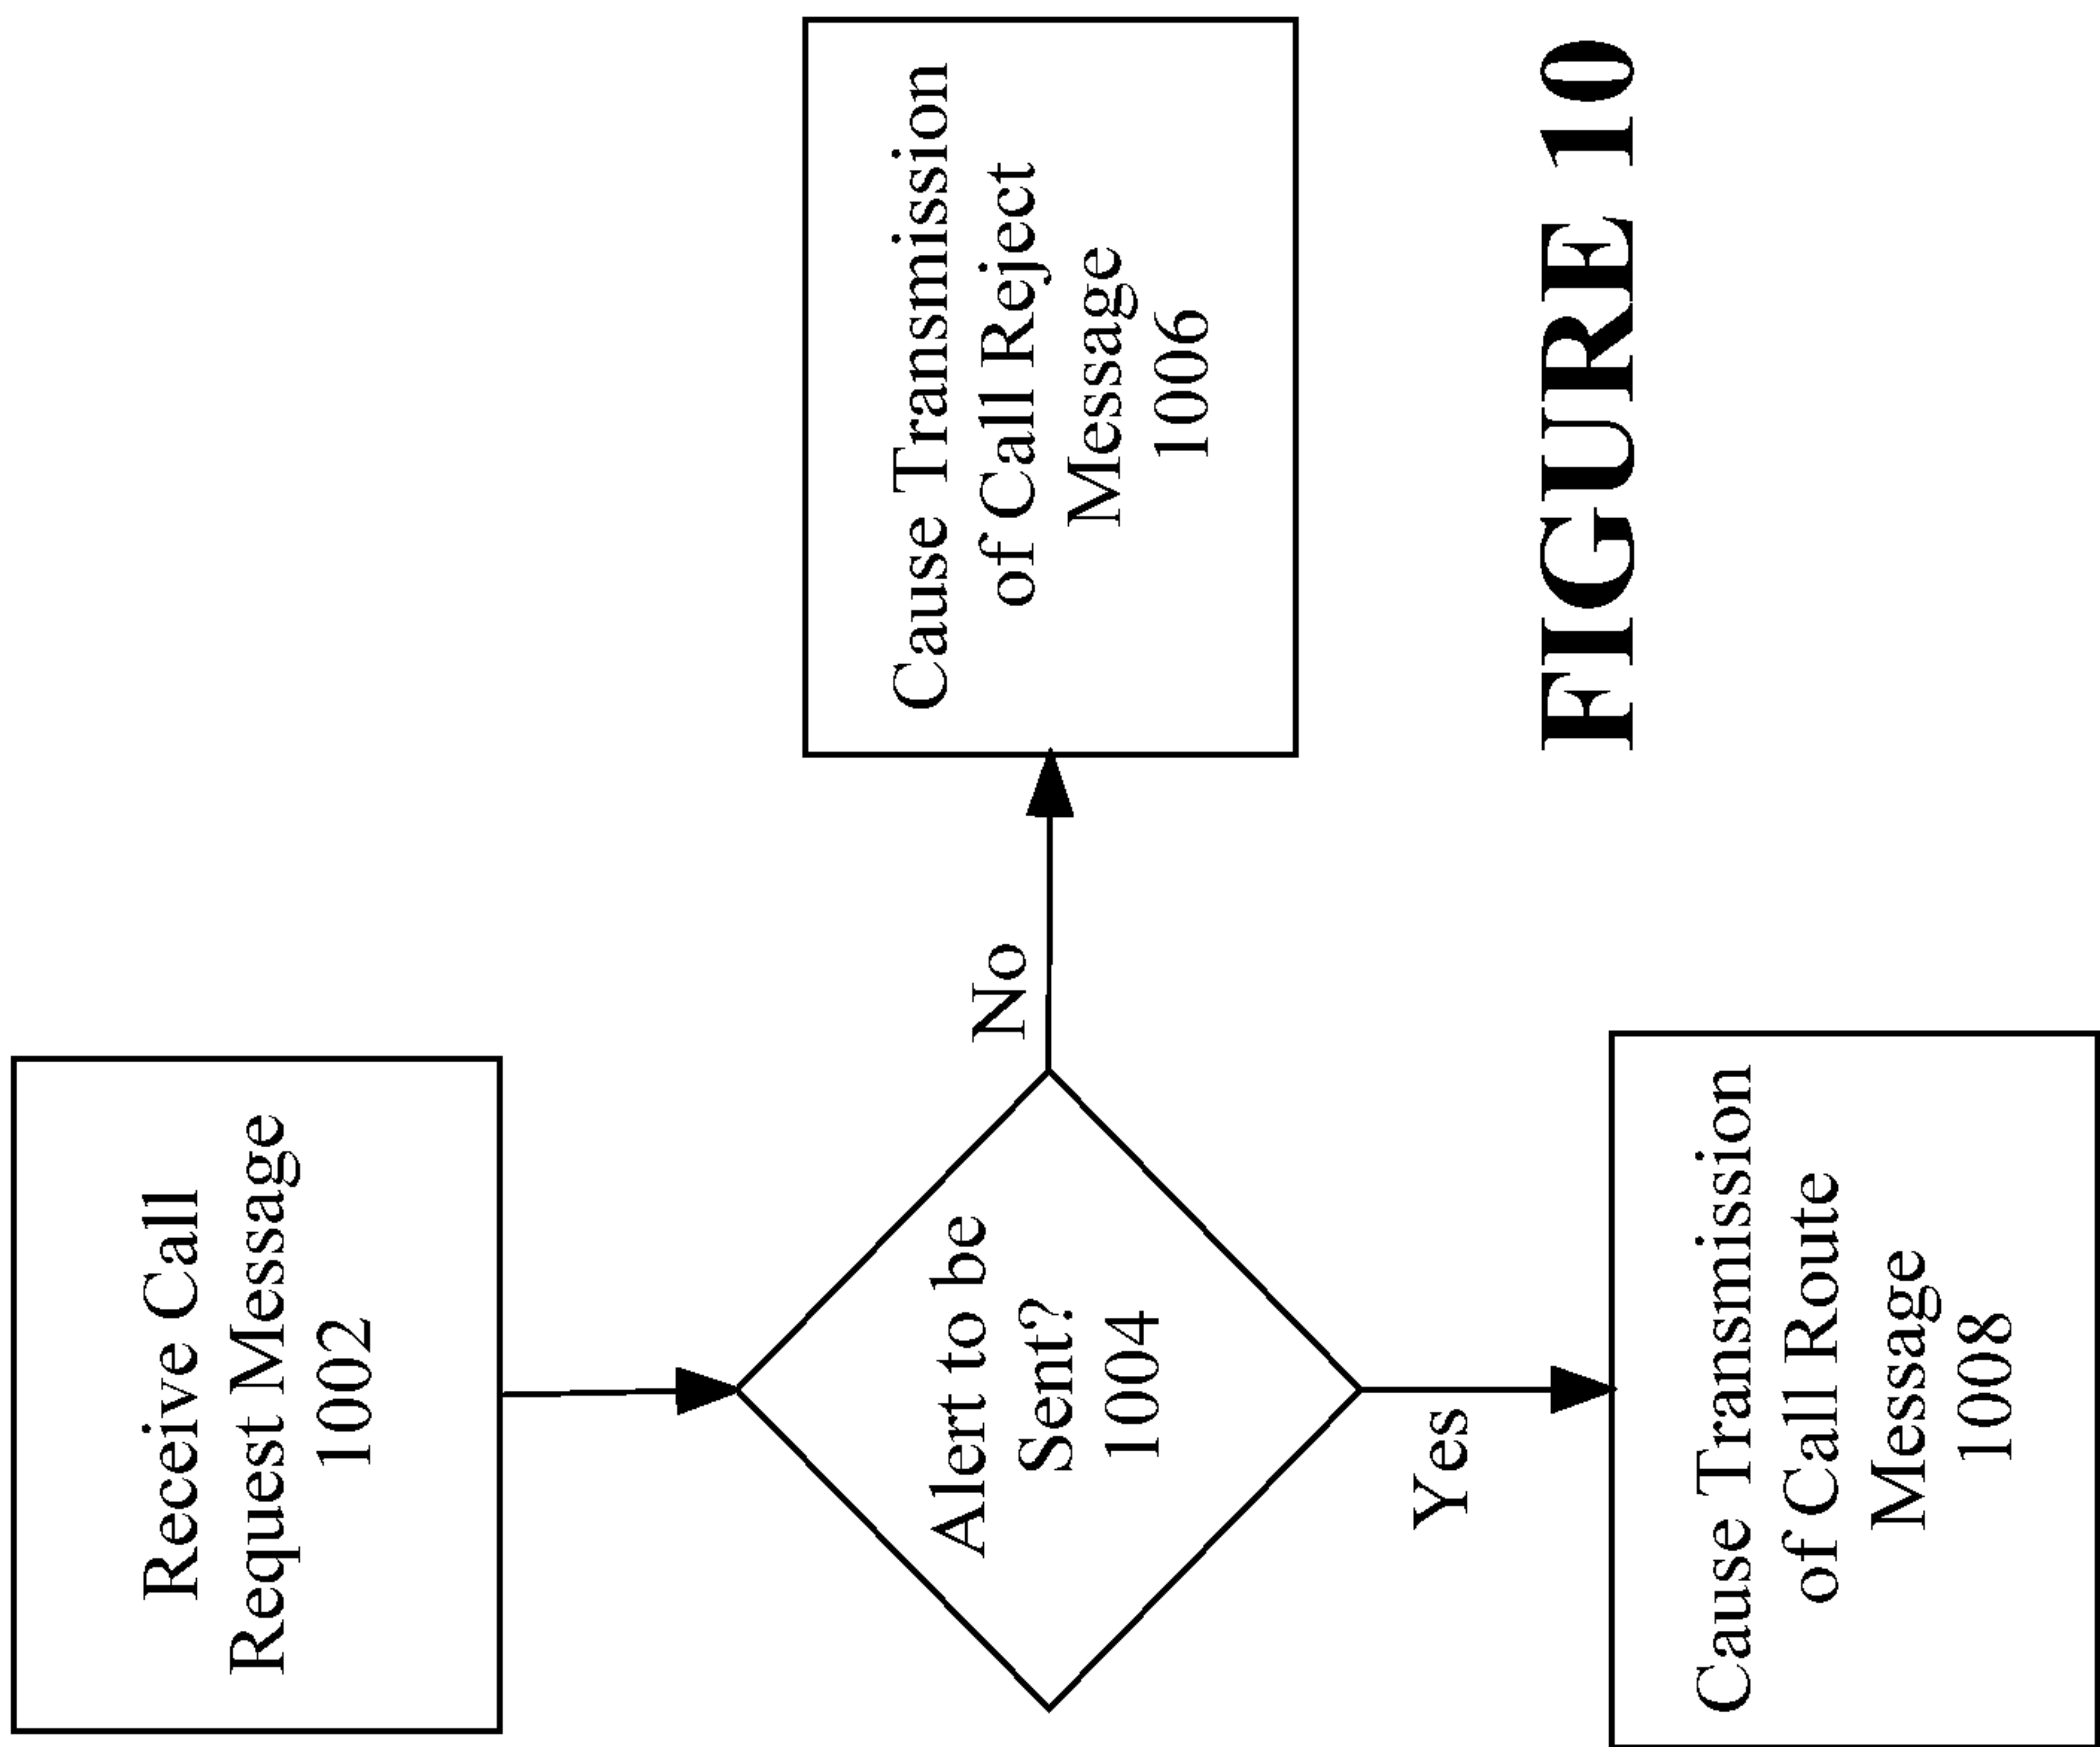 Receive Call
Request Message
1002
Alert to be
Sent?
1004
No
Cause Transmission
of Call Reject
Message
1006
Yes
Cause Transmission
of Call Route
Message
1008
FIGURE 10